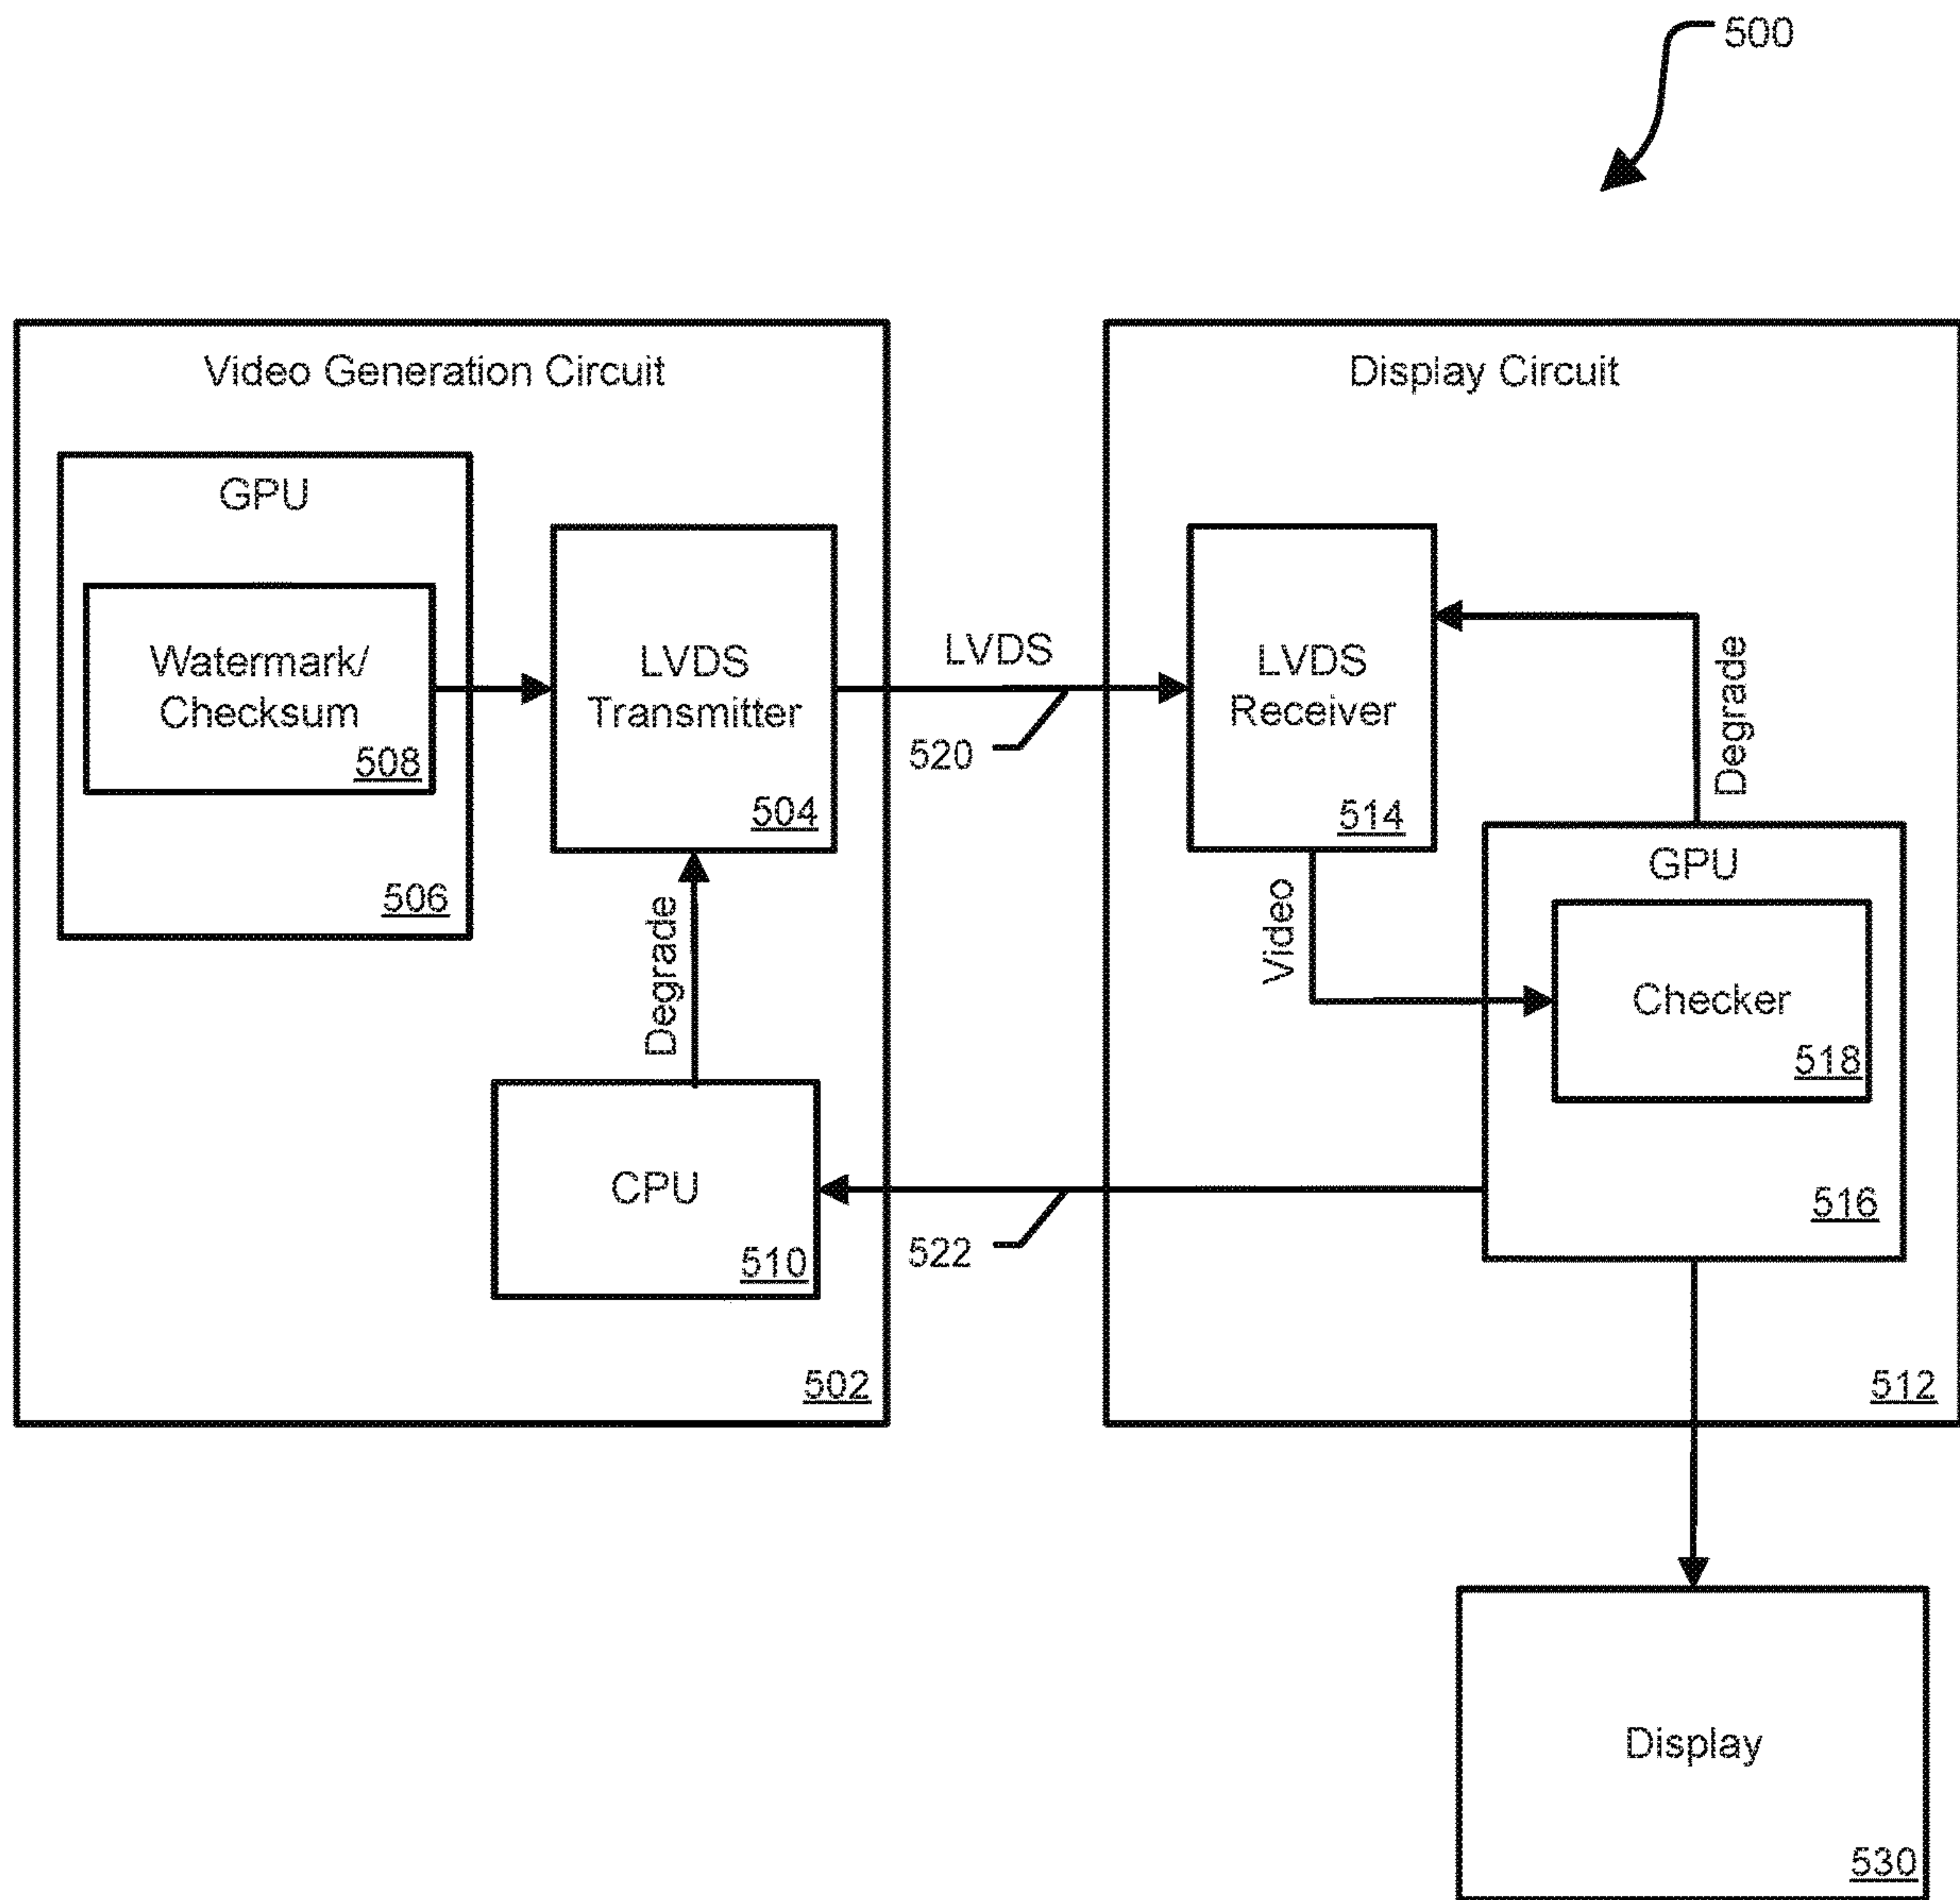 500
Video Generation Circuit
GPU
Watermark/
Checksum
508
506
LVDS
Transmitter
504
Degrade
CPU
510
502
LVDS
520
522
Display Circuit
LVDS
Receiver
514
Degrade
Video
GPU
Checker
518
516
512
Display
530